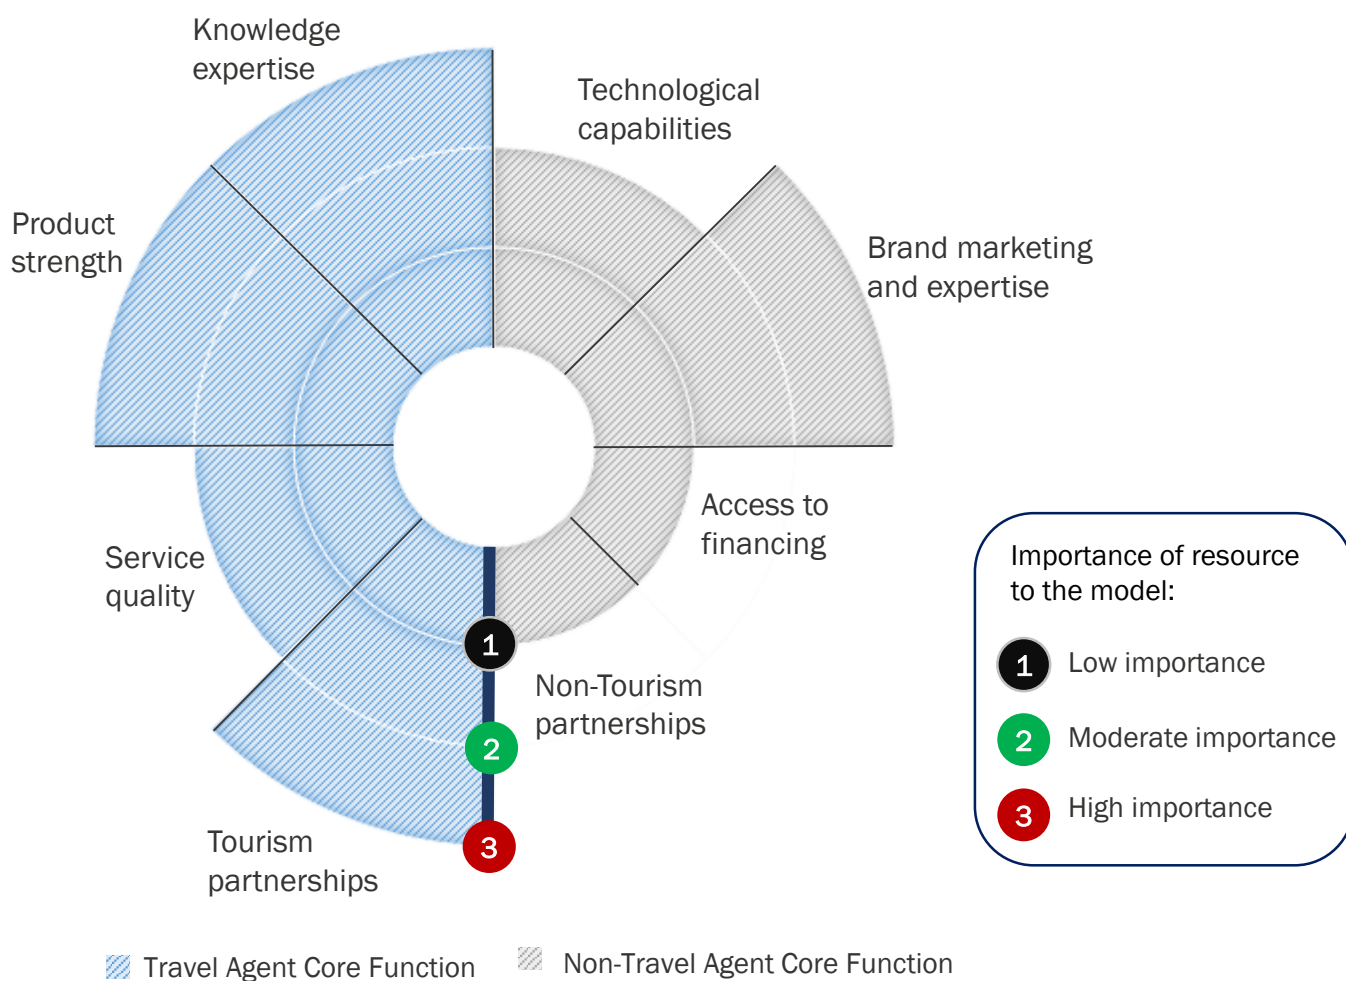 Knowledge
expertise
Technological
capabilities
Product
strength
Brand marketing
and expertise
Access to
financing
Service
quality
Importance of resource
to the model:
1
1 Low importance
Non-Tourism
partnerships
2
2 Moderate importance
3
3 High importance
Tourism
partnerships
Travel Agent Core Function
Non-Travel Agent Core Function